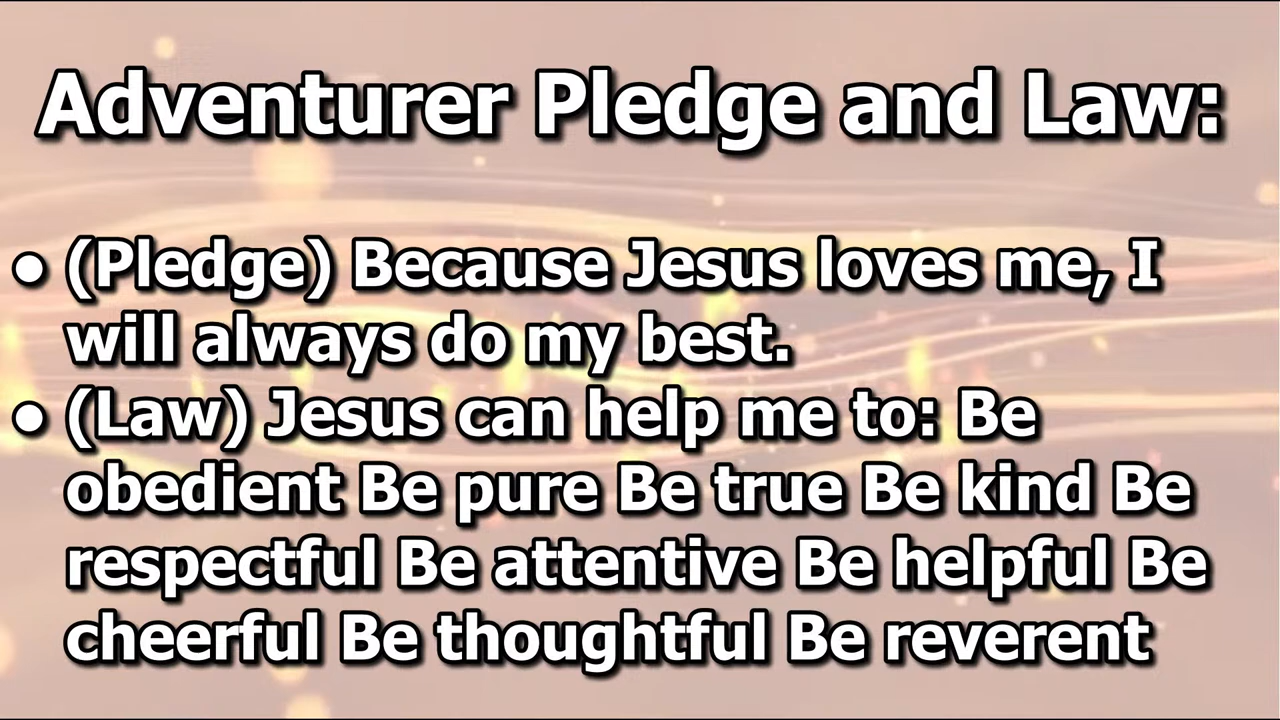 Adventurer Pledge and Law:
● (Pledge) Because Jesus loves me, I
will always do my best.
● (Law) Jesus can help me to: Be
obedient Be pure Be true Be kind Be
respectful Be attentive Be helpful Be
cheerful Be thoughtful Be reverent